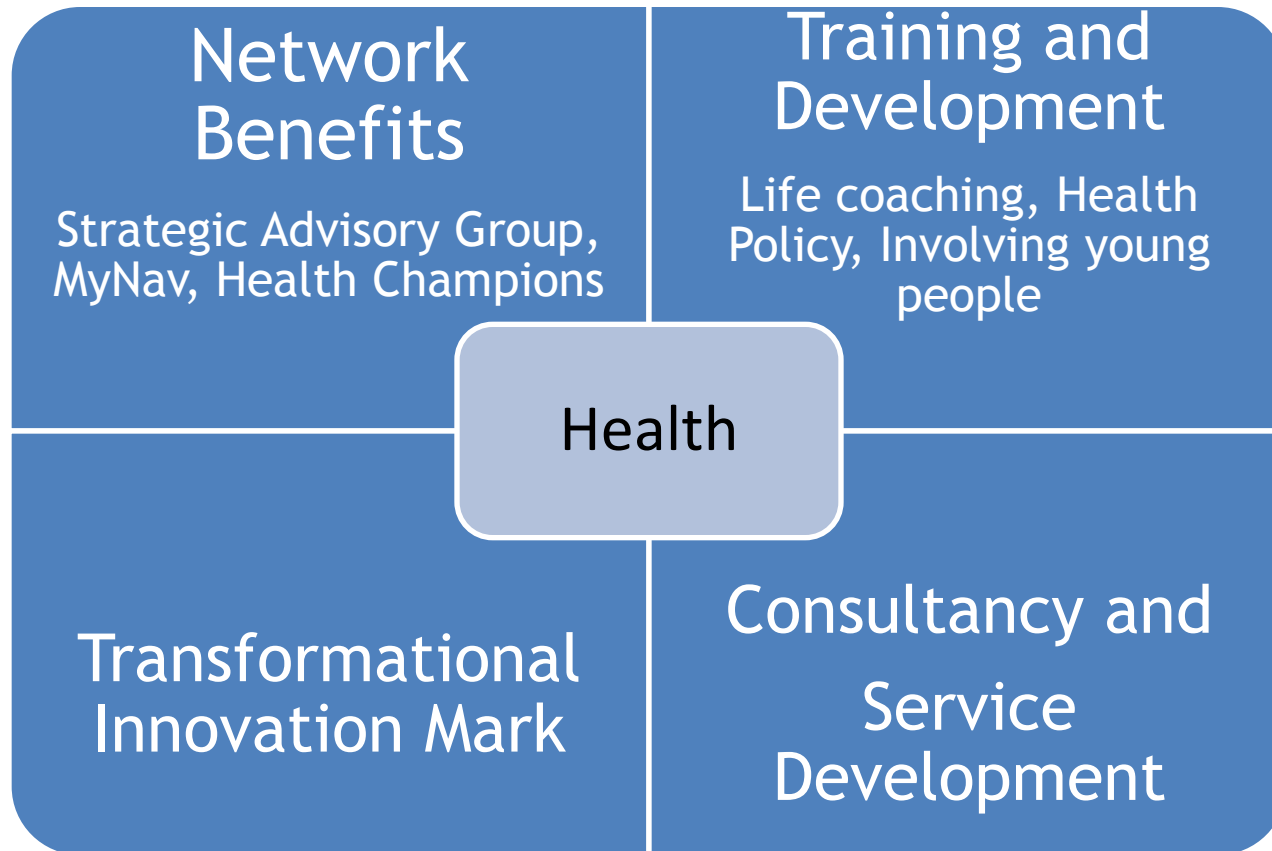 Network
Benefits
Strategic Advisory Group,
MyNav, Health Champions
Training and
Development
Life coaching, Health
Policy, Involving young
people
Health
Transformational
Innovation Mark
Consultancy and
Service
Development